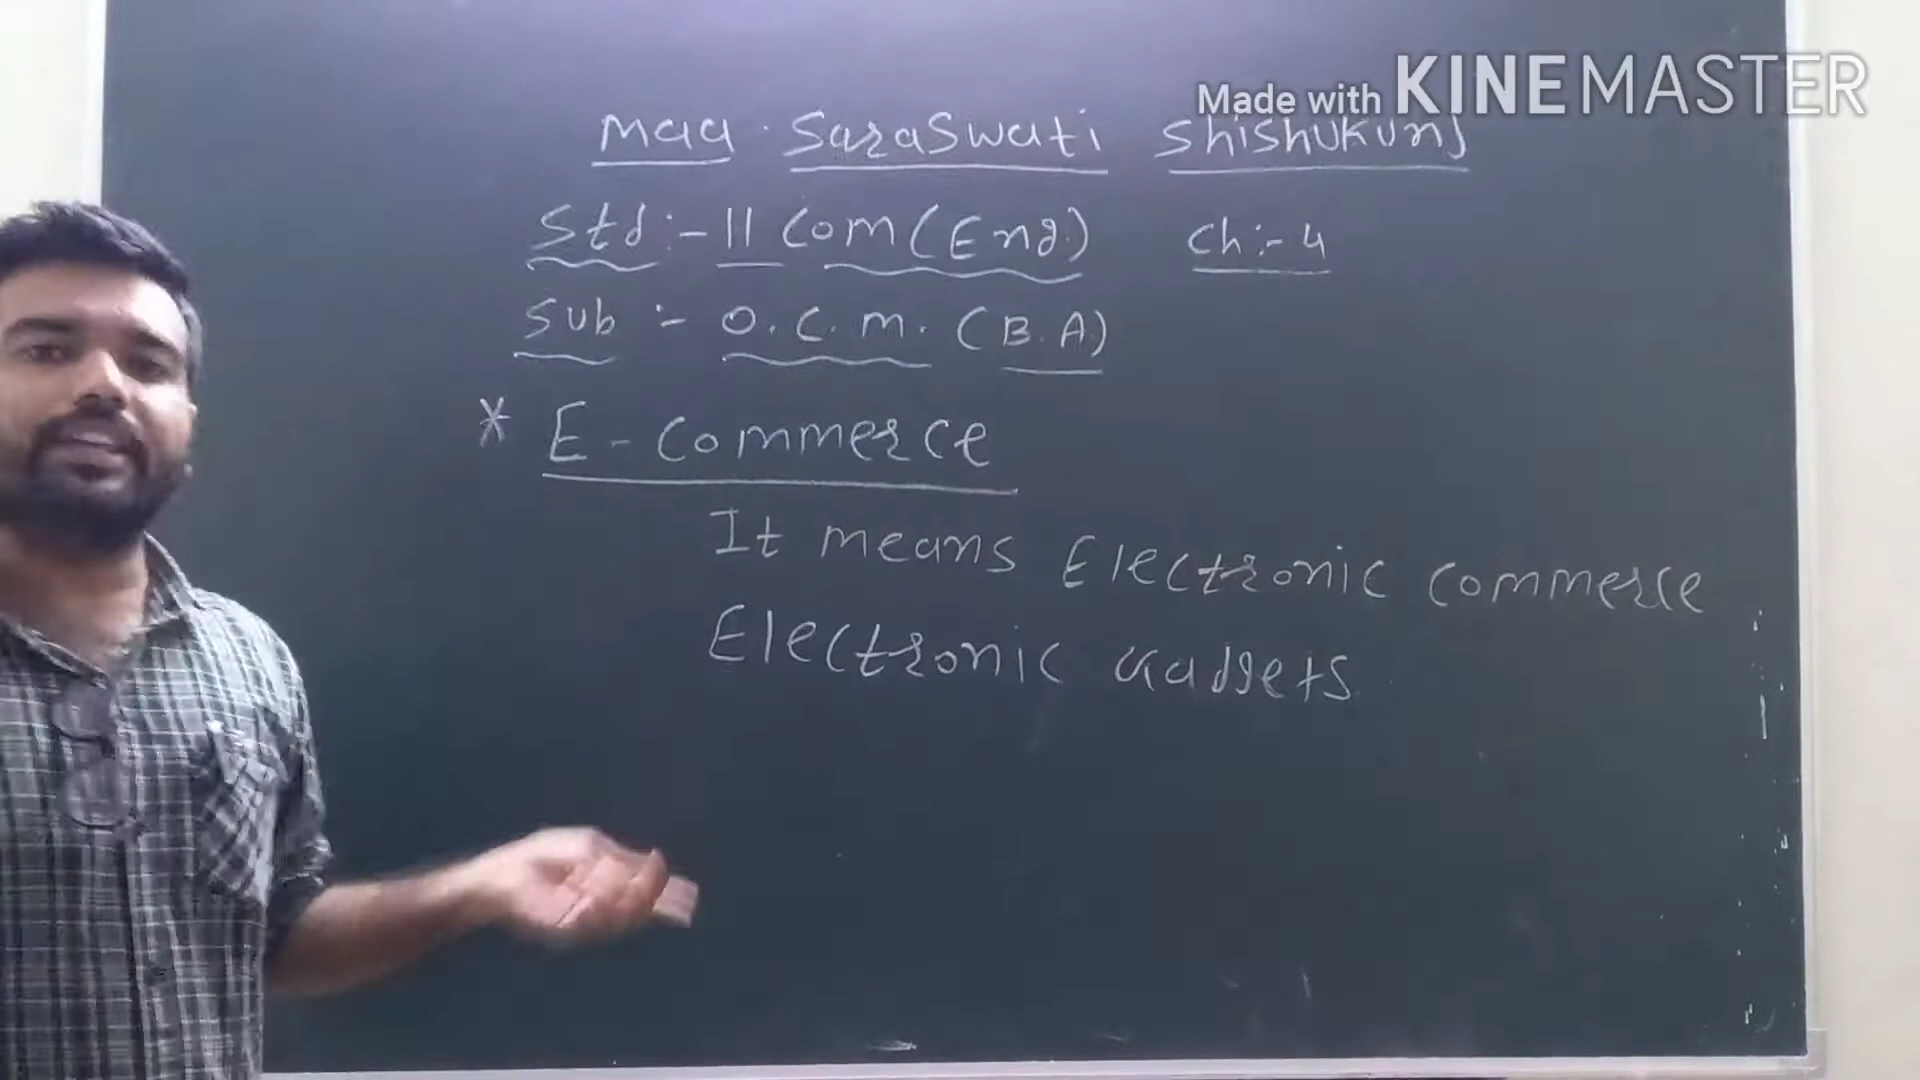 Made with KINEMASTER
Maa Saraswati Shishukunj
Std :- 11 Com (Eng.) Ch :- 4
Sub :- O.C.M. (B.A)
* E-Commerce
It means Electronic Commerce
Electronic Gadgets